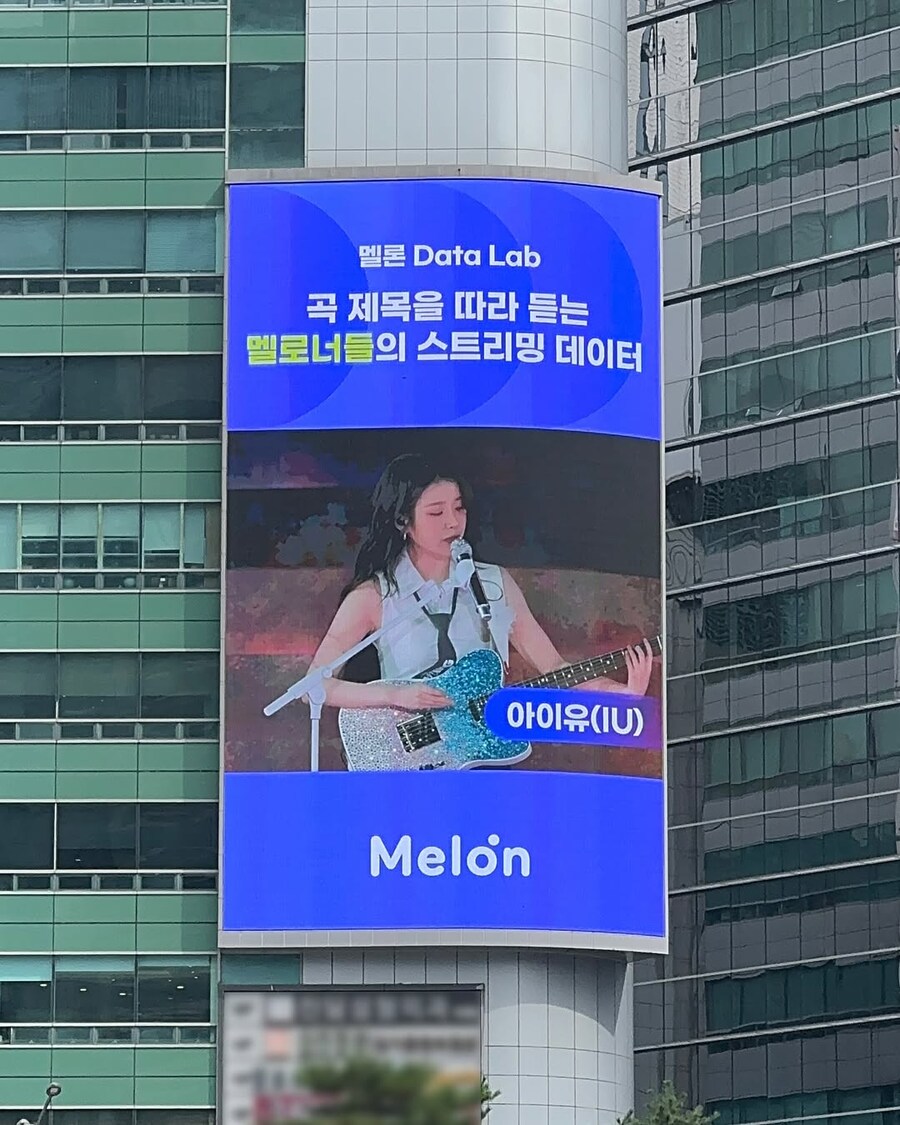 멜론 Data Lab
곡 제목을 따라 듣는
멜로너들의 스트리밍 데이터
아이유(IU)
Melon